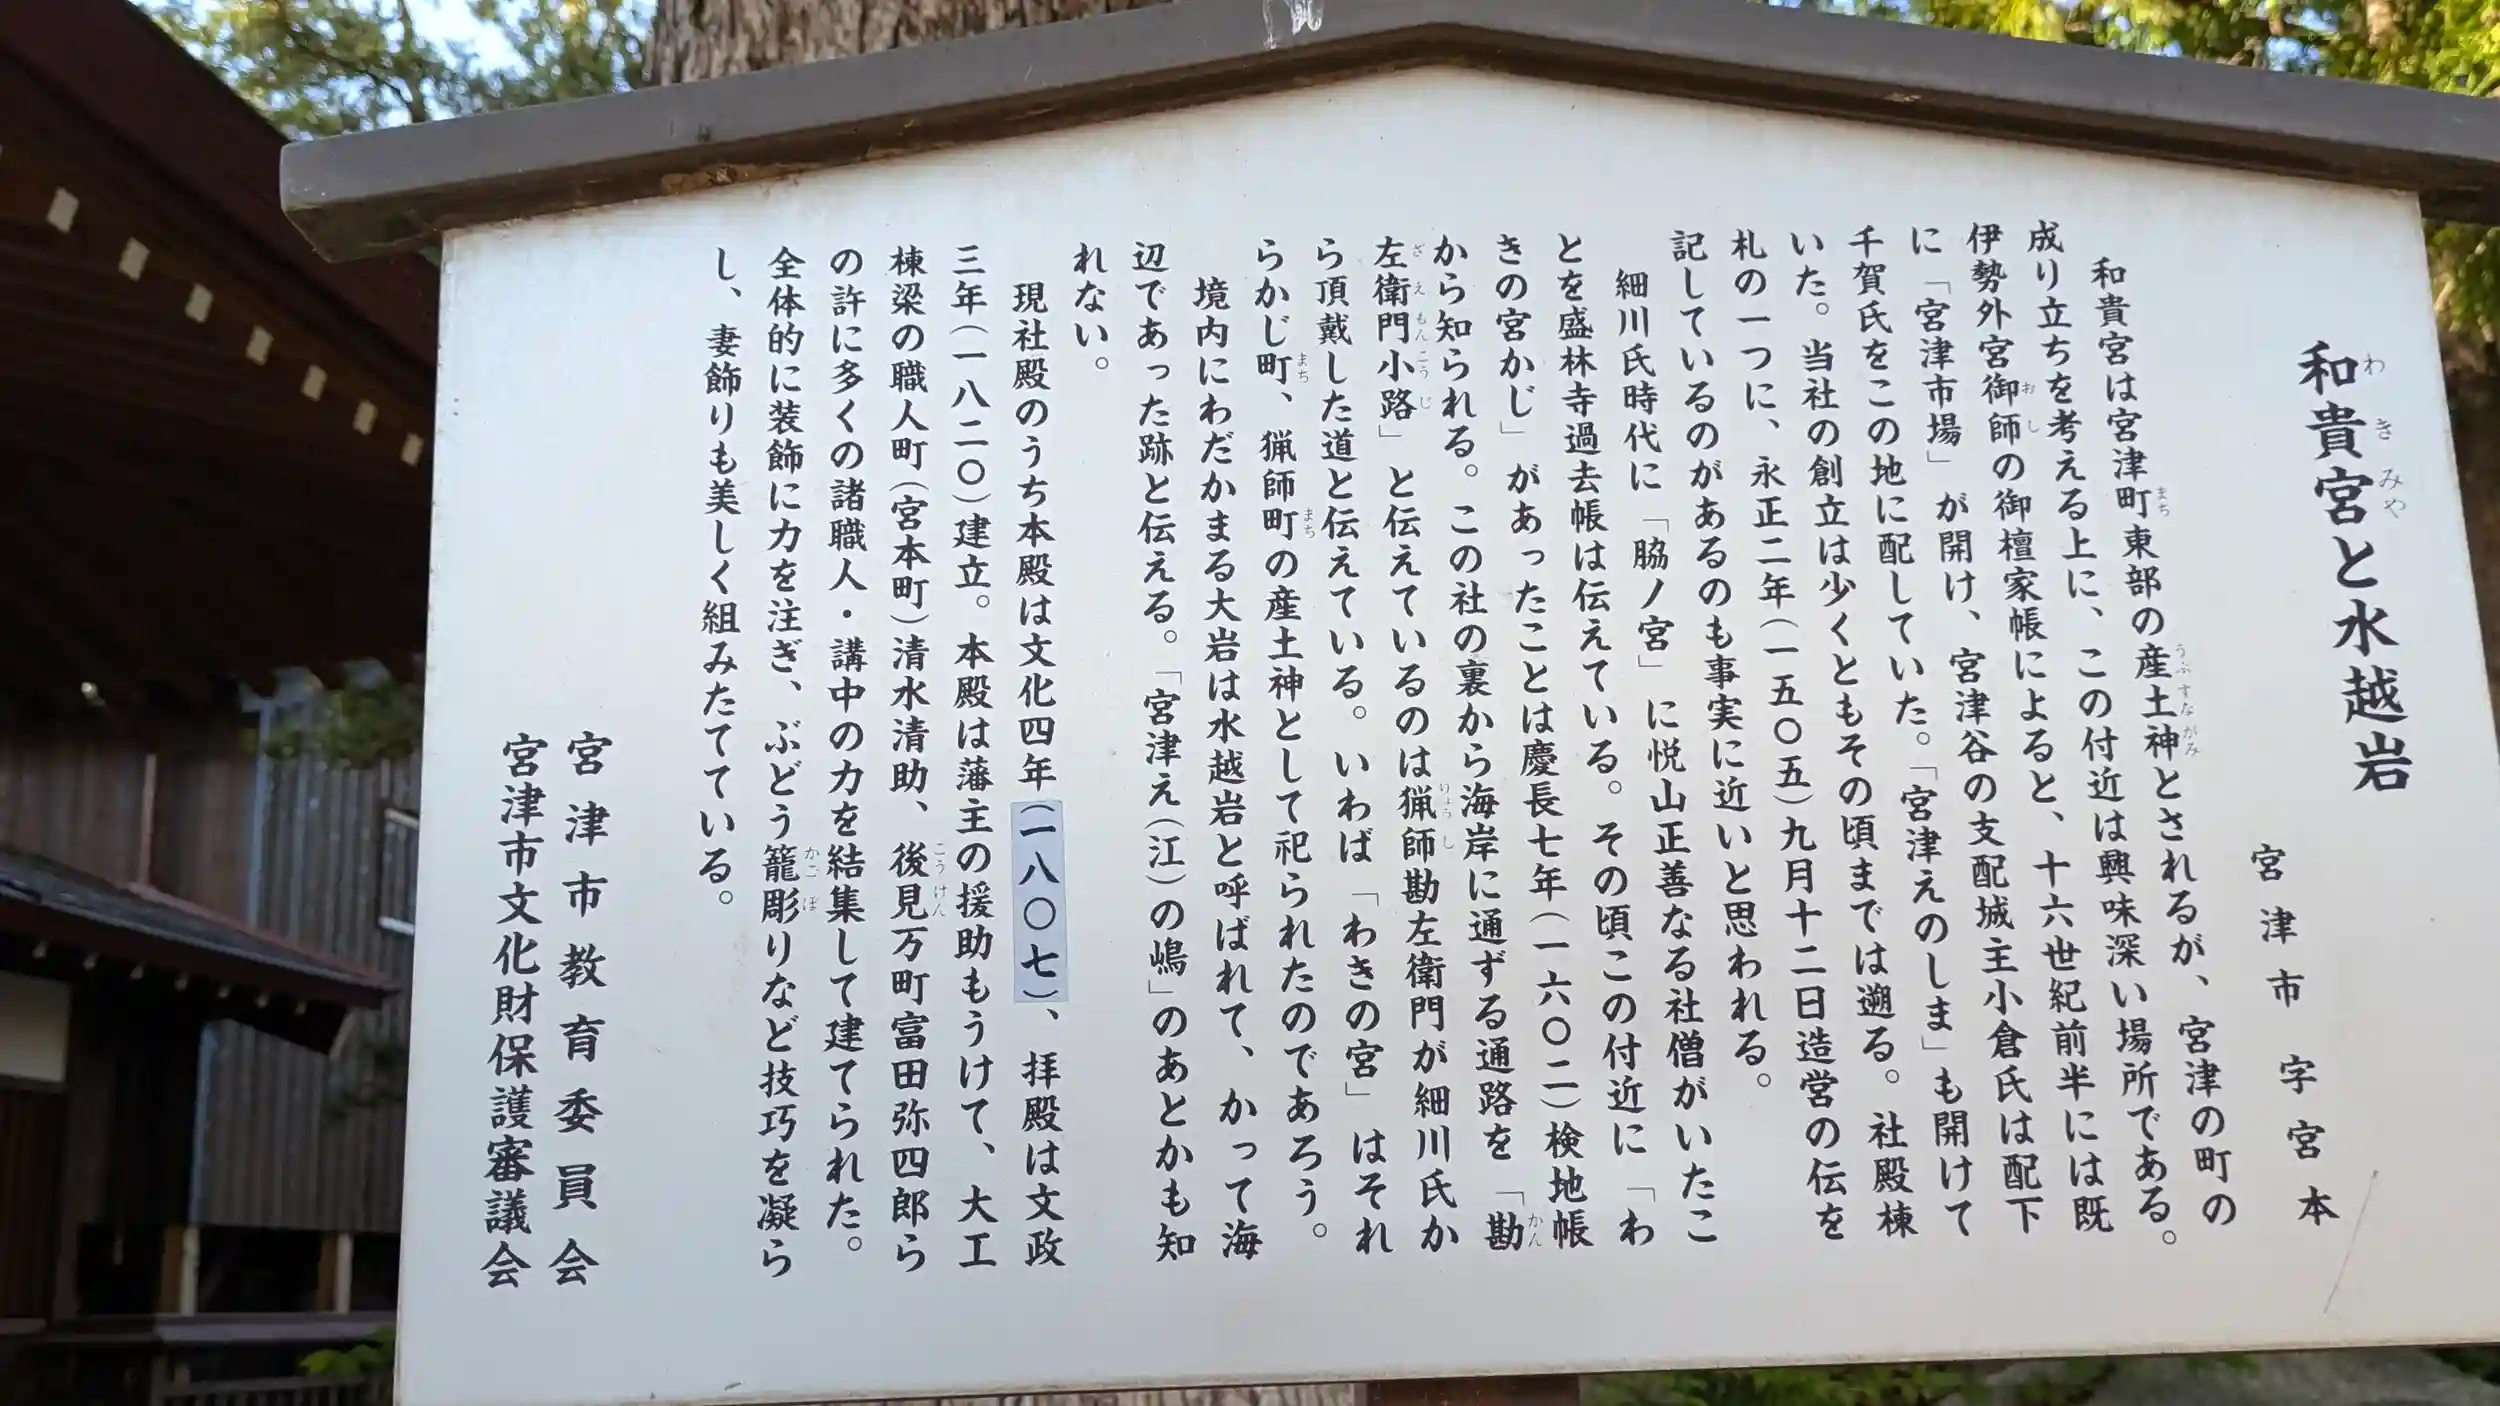 和貴宮と水越岩
宮津市字宮本
和貴宮は宮津町東部の産土神とされるが、宮津の町の
成り立ちを考える上に、この付近は興味深い場所である。
伊勢外宮御師の御檀家帳によると、十六世紀前半には既
に「宮津市場」が開け、宮津谷の支配城主小倉氏は配下
千賀氏をこの地に配していた。「宮津えのしま」も開けて
いた。当社の創立は少くともその頃までは遡る。社殿棟
札の一つに、永正二年(一五〇五)九月十二日造営の伝を
記しているのがあるのも事実に近いと思われる。
細川氏時代に「脇ノ宮」に悦山正善なる社僧がいたこ
とを盛林寺過去帳は伝えている。その頃この付近に「わ
きの宮かじ」があったことは慶長七年(一六〇二)検地帳
から知られる。この社の裏から海岸に通ずる通路を「勘
左衛門小路」と伝えているのは猟師勘左衛門が細川氏か
ら頂戴した道と伝えている。いわば「わきの宮」はそれ
らかじ町、猟師町の産土神として祀られたのであろう。
境内にわだかまる大岩は水越岩と呼ばれて、かって海
辺であった跡と伝える。「宮津え(江)の嶋」のあとかも知
れない。
現社殿のうち本殿は文化四年(一八〇七)、拝殿は文政
三年(一八二〇)建立。本殿は藩主の援助もうけて、大工
棟梁の職人町(宮本町)清水清助、後見万町富田弥四郎ら
の許に多くの諸職人・講中の力を結集して建てられた。
全体的に装飾に力を注ぎ、ぶどう籠彫りなど技巧を凝ら
し、妻飾りも美しく組みたてている。
宮津市教育委員会
宮津市文化財保護審議会